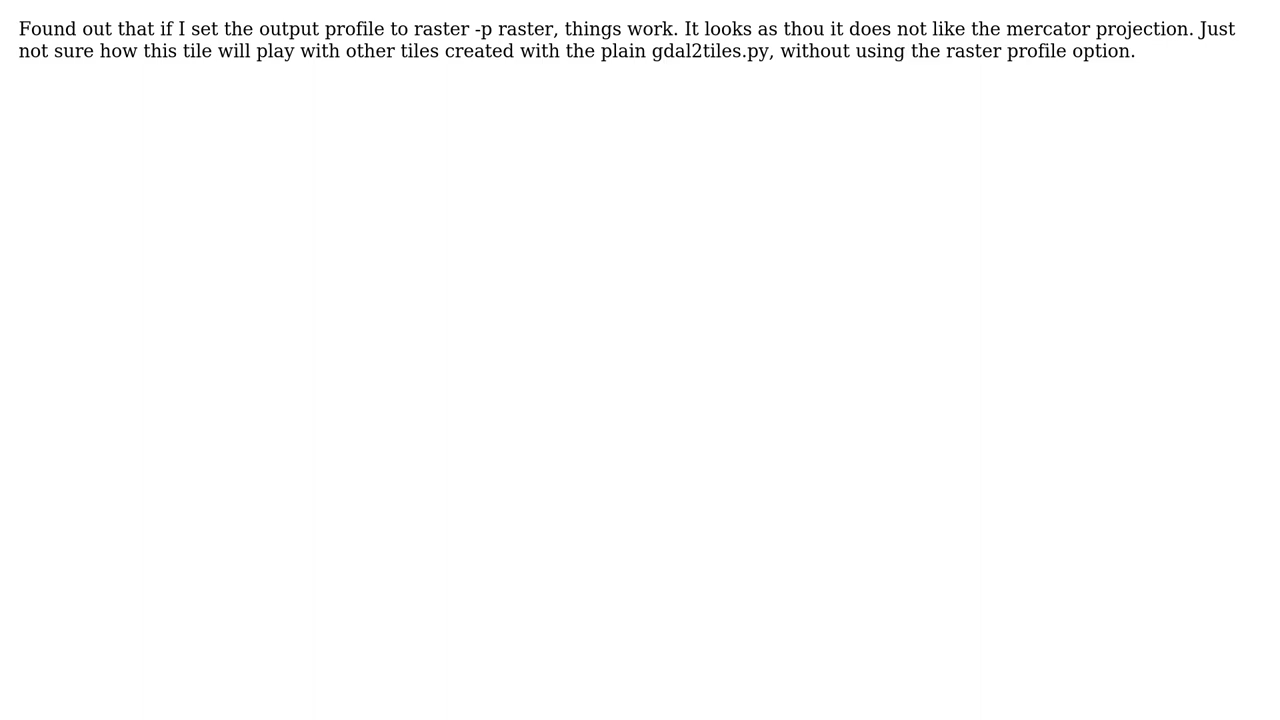 Found out that if I set the output profile to raster -p raster, things work. It looks as thou it does not like the mercator projection. Just
not sure how this tile will play with other tiles created with the plain gdal2tiles.py, without using the raster profile option.